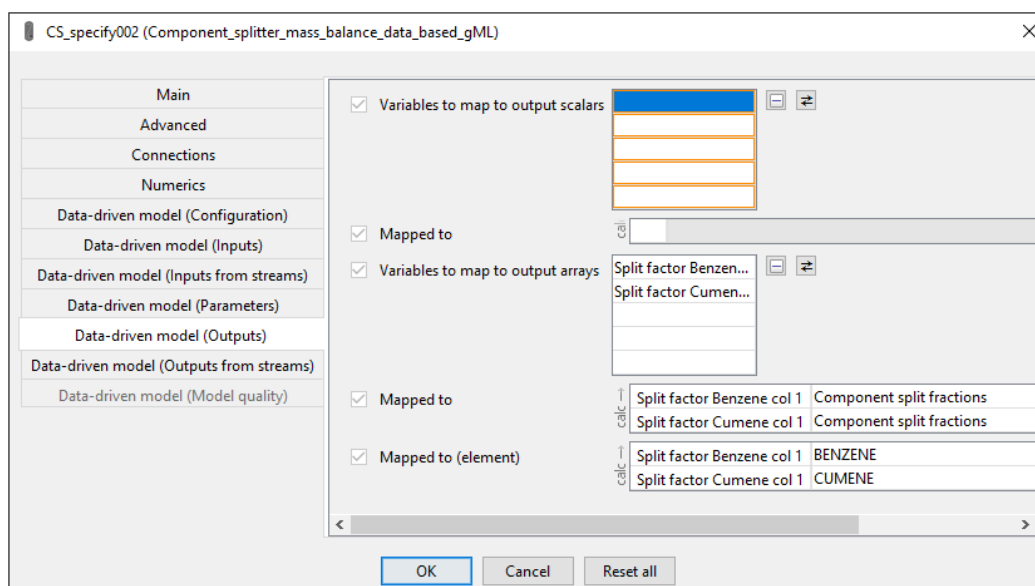 CS_specify002 (Component_splitter_mass_balance_data_based_gML)
Main
Advanced
Connections
Numerics
Data-driven model (Configuration)
Data-driven model (Inputs)
Data-driven model (Inputs from streams)
Data-driven model (Parameters)
Data-driven model (Outputs)
Data-driven model (Outputs from streams)
Data-driven model (Model quality)
Variables to map to output scalars
Mapped to
cal
Variables to map to output arrays
Split factor Benzen...
Split factor Cumen...
Mapped to
calc
Split factor Benzene col 1 Component split fractions
Split factor Cumene col 1 Component split fractions
Mapped to (element)
calc
Split factor Benzene col 1 BENZENE
Split factor Cumene col 1 CUMENE
OK
Cancel
Reset all